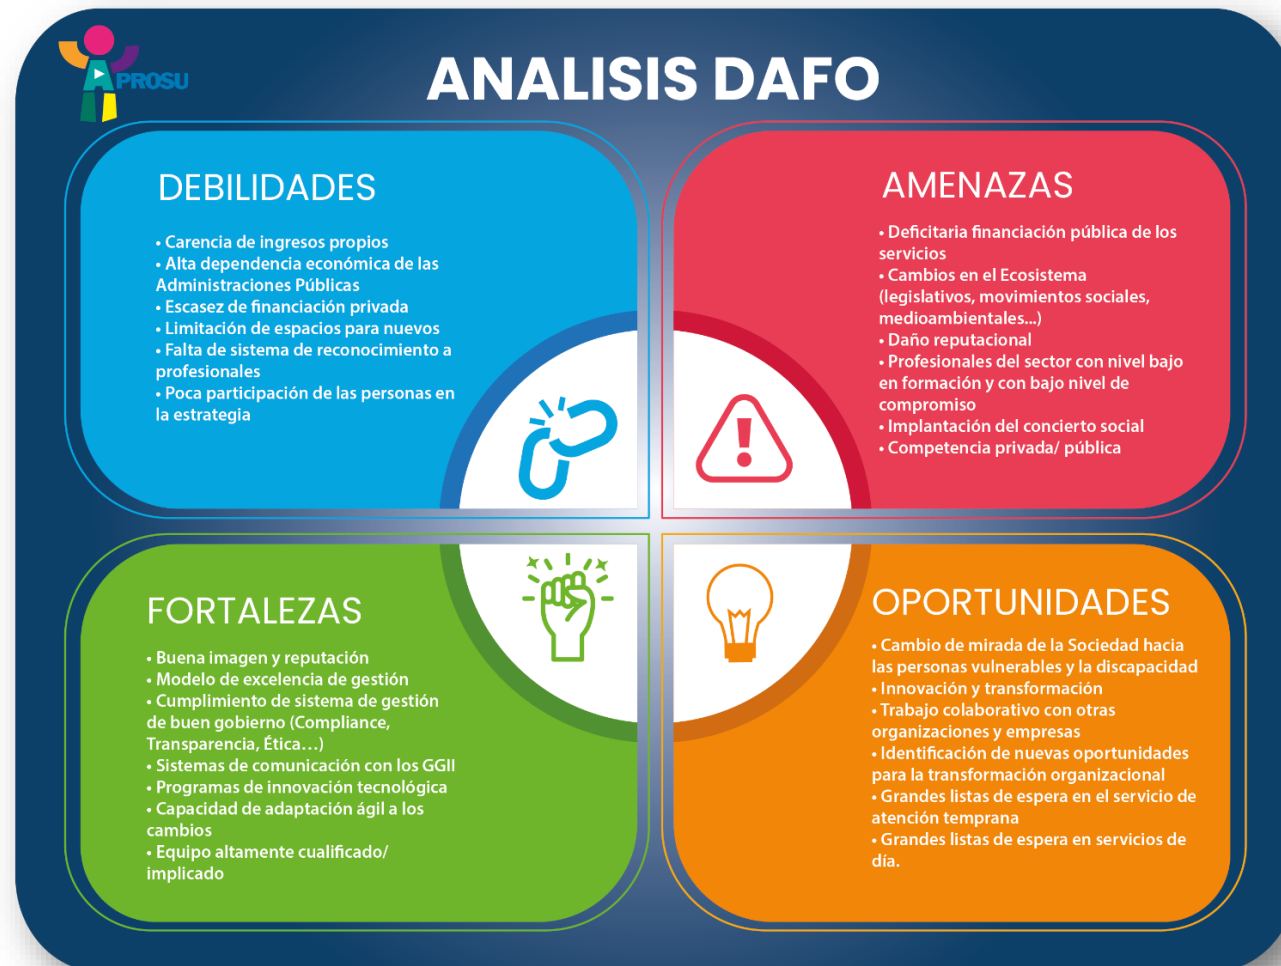 APROSU
ANALISIS DAFO
DEBILIDADES
• Carencia de ingresos propios
• Alta dependencia económica de las
Administraciones Públicas
• Escasez de financiación privada
• Limitación de espacios para nuevos
• Falta de sistema de reconocimiento a
profesionales
• Poca participación de las personas en
la estrategia
AMENAZAS
• Deficitaria financiación pública de los
servicios
• Cambios en el Ecosistema
(legislativos, movimientos sociales,
medioambientales...)
• Daño reputacional
• Profesionales del sector con nivel bajo
en formación y con bajo nivel de
compromiso
• Implantación del concierto social
• Competencia privada/ pública
FORTALEZAS
• Buena imagen y reputación
• Modelo de excelencia de gestión
• Cumplimiento de sistema de gestión
de buen gobierno (Compliance,
Transparencia, Ética…)
• Sistemas de comunicación con los GGII
• Programas de innovación tecnológica
• Capacidad de adaptación ágil a los
cambios
• Equipo altamente cualificado/
implicado
OPORTUNIDADES
• Cambio de mirada de la Sociedad hacia
las personas vulnerables y la discapacidad
• Innovación y transformación
• Trabajo colaborativo con otras
organizaciones y empresas
• Identificación de nuevas oportunidades
para la transformación organizacional
• Grandes listas de espera en el servicio de
atención temprana
• Grandes listas de espera en servicios de
día.